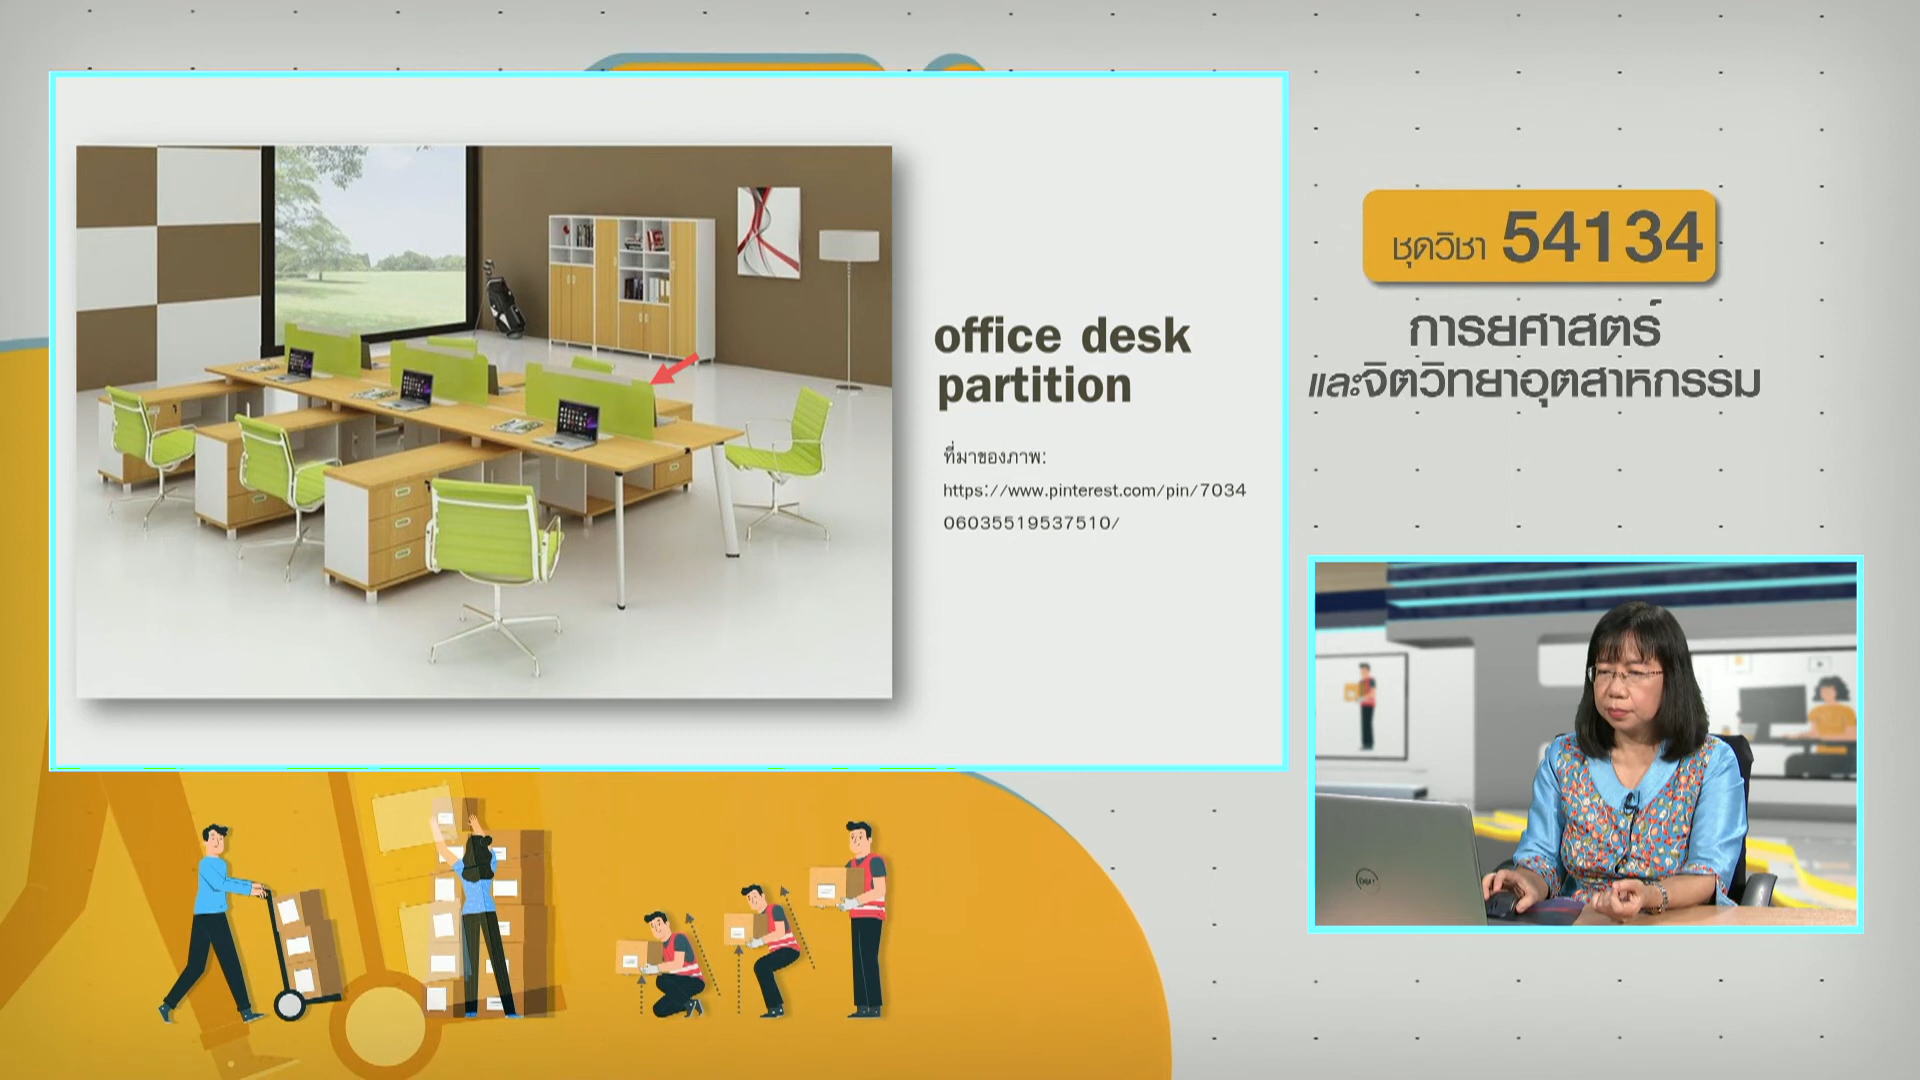 office desk
partition
ที่มาของภาพ:
https://www.pinterest.com/pin/7034
06035519537510/
ชุดวิชา 54134
การยศาสตร์
และจิตวิทยาอุตสาหกรรม
DELL